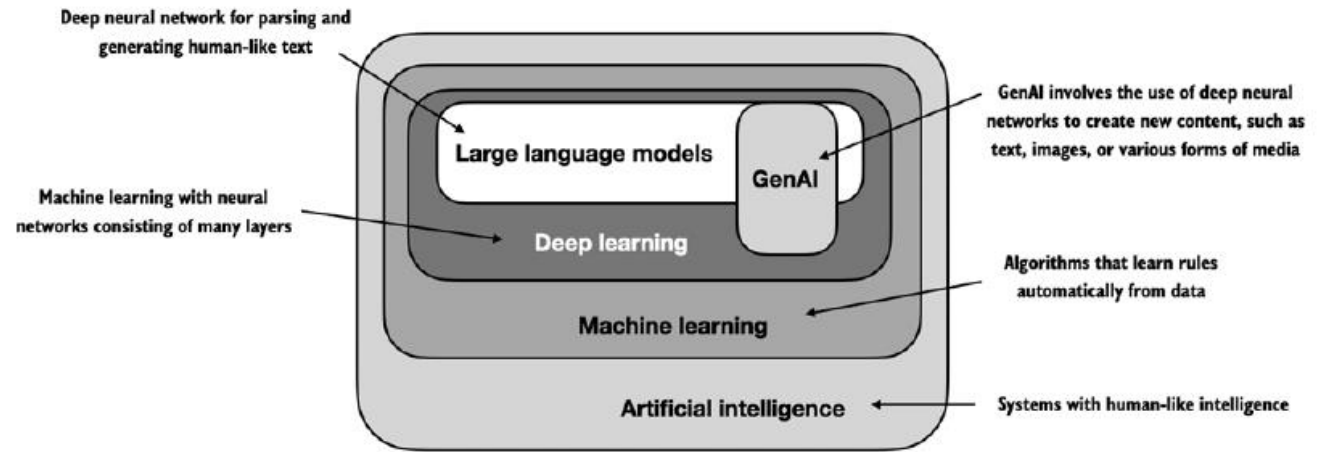 Deep neural network for parsing and
generating human-like text
GenAI involves the use of deep neural
networks to create new content, such as
text, images, or various forms of media
Large language models
GenAI
Machine learning with neural
networks consisting of many layers
Deep learning
Algorithms that learn rules
automatically from data
Machine learning
Artificial intelligence
Systems with human-like intelligence